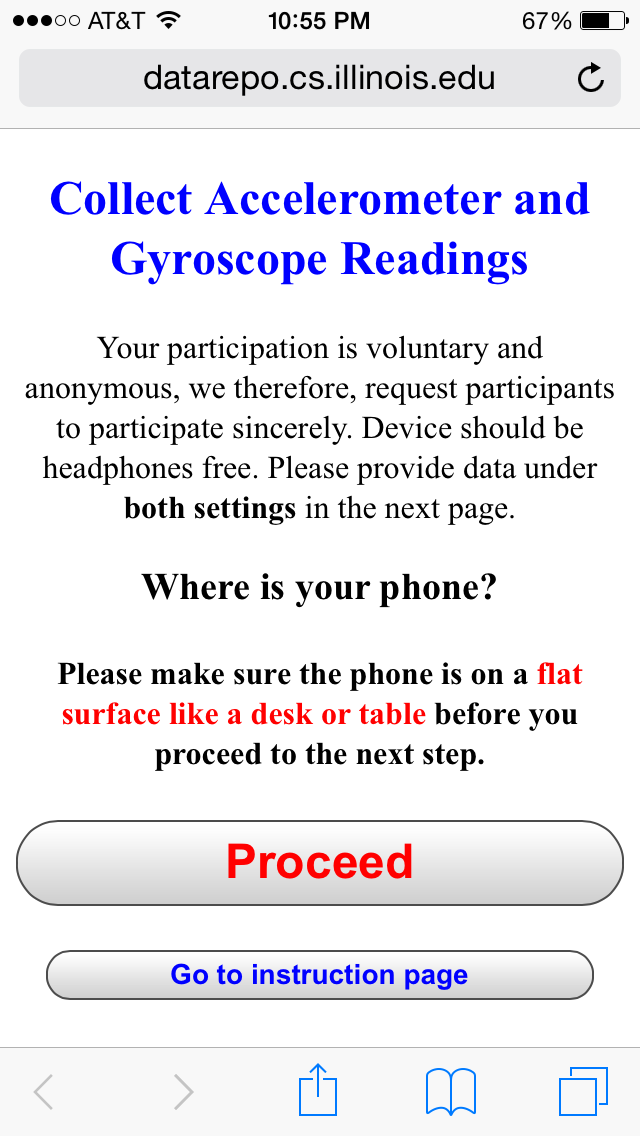 AT&T 10:55 PM 67%
datarepo.cs.illinois.edu
Collect Accelerometer and
Gyroscope Readings
Your participation is voluntary and
anonymous, we therefore, request participants
to participate sincerely. Device should be
headphones free. Please provide data under
both settings in the next page.
Where is your phone?
Please make sure the phone is on a flat
surface like a desk or table before you
proceed to the next step.
Proceed
Go to instruction page